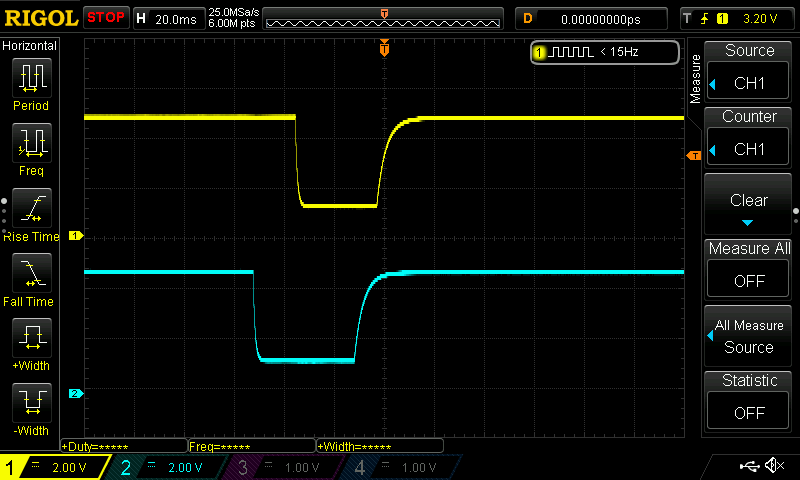 RIGOL STOP H 20.0ms 25.0MSa/s D 0.00000000ps T 1 3.20 V
6.00M pts
T
Horizontal
Period
Freq
Rise Time
Fall Time
+Width
-Width
1 < 15Hz
T
T
1
2
Measure
Source
CH1
Counter
CH1
Clear
Measure All
OFF
All Measure
Source
Statistic
OFF
+Duty=***** Freq=***** +Width=*****
1 = 2.00 V 2 = 2.00 V 3 = 1.00 V 4 = 1.00 V